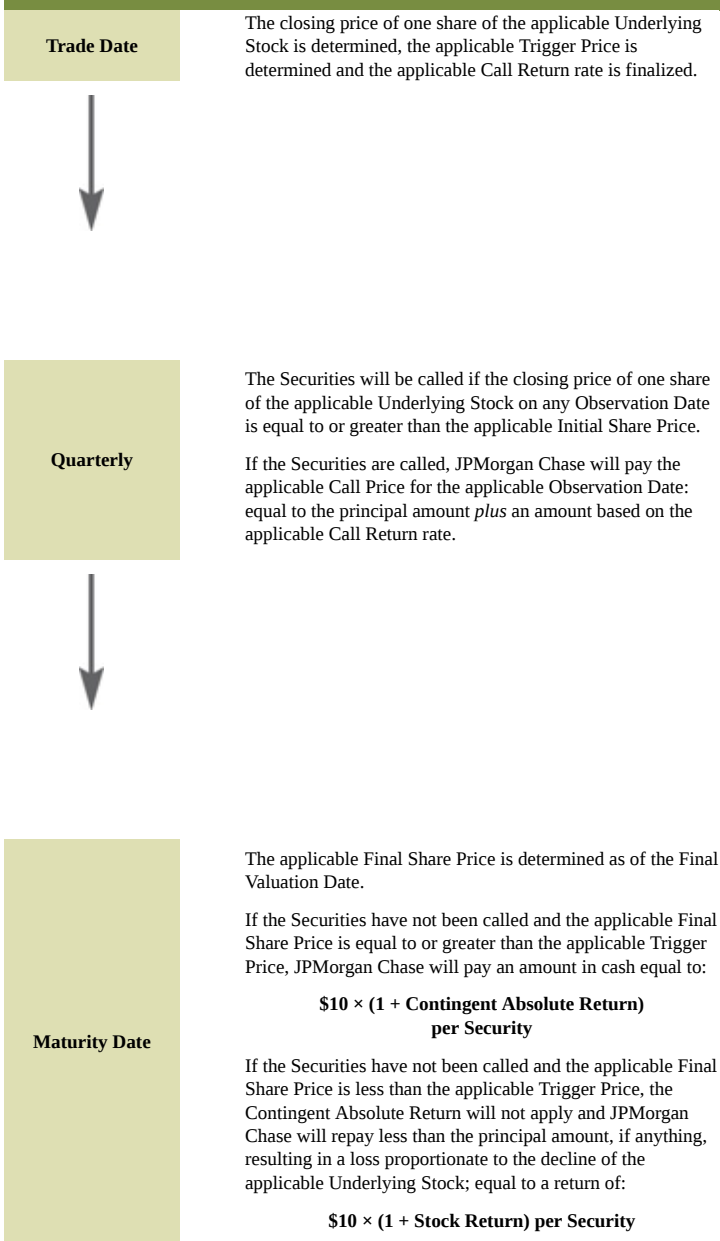 Trade Date
The closing price of one share of the applicable Underlying
Stock is determined, the applicable Trigger Price is
determined and the applicable Call Return rate is finalized.
Quarterly
The Securities will be called if the closing price of one share
of the applicable Underlying Stock on any Observation Date
is equal to or greater than the applicable Initial Share Price.
If the Securities are called, JPMorgan Chase will pay the
applicable Call Price for the applicable Observation Date:
equal to the principal amount plus an amount based on the
applicable Call Return rate.
Maturity Date
The applicable Final Share Price is determined as of the Final
Valuation Date.
If the Securities have not been called and the applicable Final
Share Price is equal to or greater than the applicable Trigger
Price, JPMorgan Chase will pay an amount in cash equal to:
$10 × (1 + Contingent Absolute Return)
per Security
If the Securities have not been called and the applicable Final
Share Price is less than the applicable Trigger Price, the
Contingent Absolute Return will not apply and JPMorgan
Chase will repay less than the principal amount, if anything,
resulting in a loss proportionate to the decline of the
applicable Underlying Stock; equal to a return of:
$10 × (1 + Stock Return) per Security